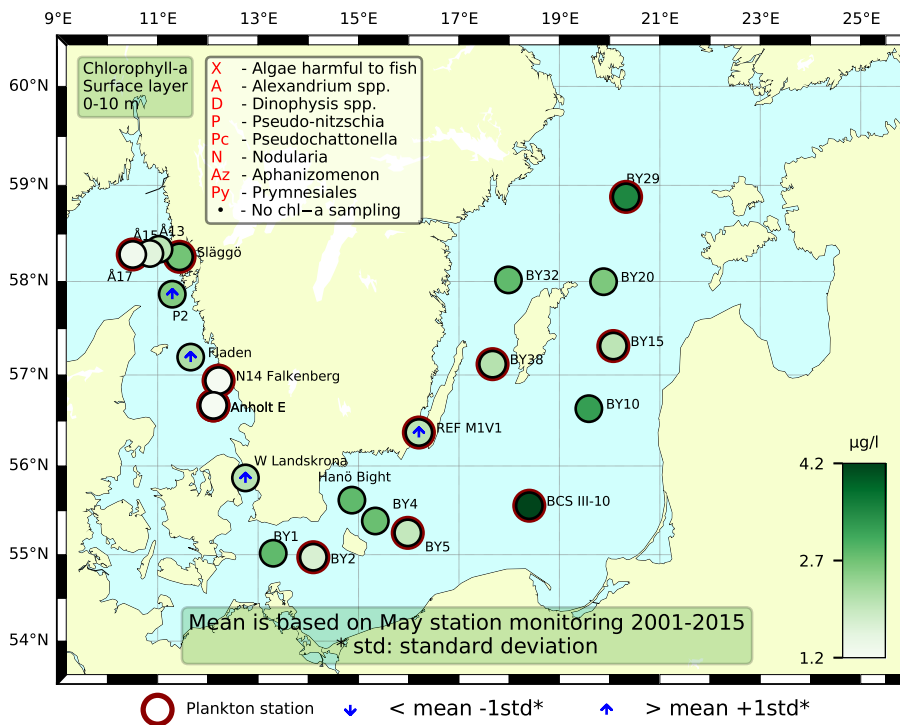 9°E 11°E 13°E 15°E 17°E 19°E 21°E 23°E 25°E
Chlorophyll-a
Surface layer
0-10 m
X - Algae harmful to fish
A - Alexandrium spp.
D - Dinophysis spp.
P - Pseudo-nitzschia
Pc - Pseudochattonella
N - Nodularia
Az - Aphanizomenon
Py - Prymnesiales
• - No chl−a sampling
60°N
59°N
58°N
57°N
56°N
55°N
54°N
BY29
Å15
Å13
Släggö
Å17
BY32
BY20
P2
Fladen
BY38
BY15
N14 Falkenberg
Anholt E
BY10
REF M1V1
W Landskrona
Hanö Bight
BCS III-10
BY4
BY5
BY1
BY2
µg/l
4.2
2.7
1.2
Mean is based on May station monitoring 2001-2015
* std: standard deviation
Plankton station < mean -1std* > mean +1std*